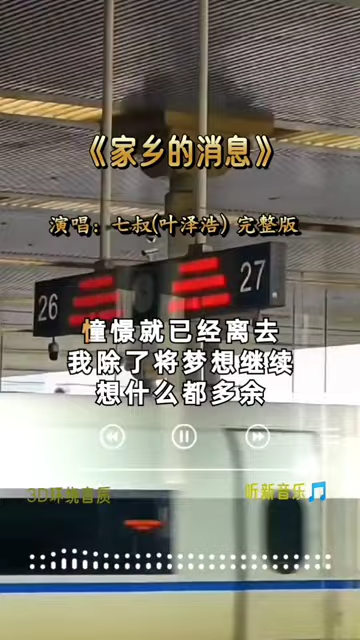 《家乡的消息》
演唱：七叔(叶泽浩) 完整版
26
27
憧憬就已经离去
我除了将梦想继续
想什么都多余
3D环绕音质
听新音乐🎵